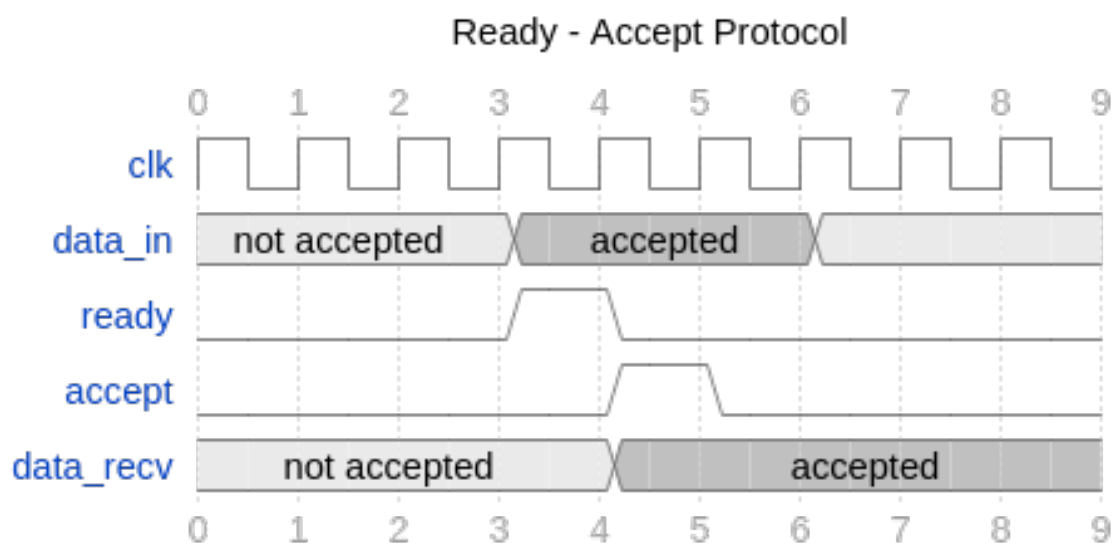 Ready - Accept Protocol
0 1 2 3 4 5 6 7 8 9
clk
data_in not accepted accepted
ready
accept
data_recv not accepted accepted
0 1 2 3 4 5 6 7 8 9